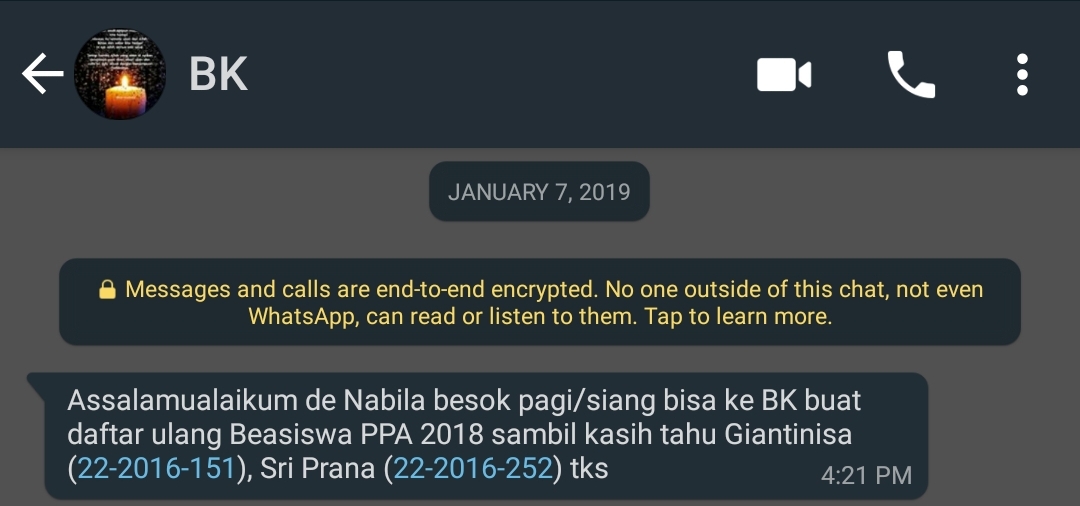 BK
JANUARY 7, 2019
Messages and calls are end-to-end encrypted. No one outside of this chat, not even
WhatsApp, can read or listen to them. Tap to learn more.
Assalamualaikum de Nabila besok pagi/siang bisa ke BK buat
daftar ulang Beasiswa PPA 2018 sambil kasih tahu Giantinisa
(22-2016-151), Sri Prana (22-2016-252) tks
4:21 PM